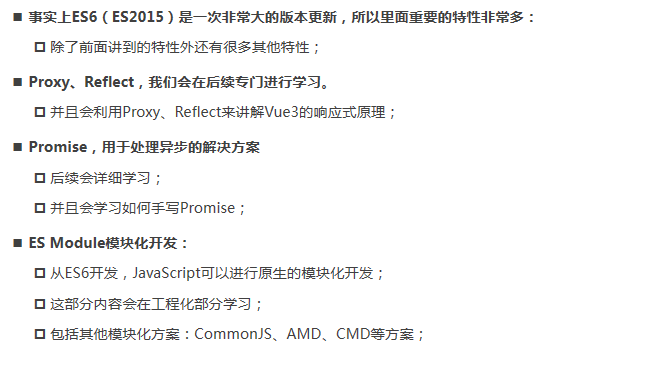 ■ 事实上ES6（ES2015）是一次非常大的版本更新，所以里面重要的特性非常多：
□ 除了前面讲到的特性外还有很多其他特性；
■ Proxy、Reflect，我们会在后续专门进行学习。
□ 并且会利用Proxy、Reflect来讲解Vue3的响应式原理；
■ Promise，用于处理异步的解决方案
□ 后续会详细学习；
□ 并且会学习如何手写Promise；
■ ES Module模块化开发：
□ 从ES6开发，JavaScript可以进行原生的模块化开发；
□ 这部分内容会在工程化部分学习；
□ 包括其他模块化方案：CommonJS、AMD、CMD等方案；